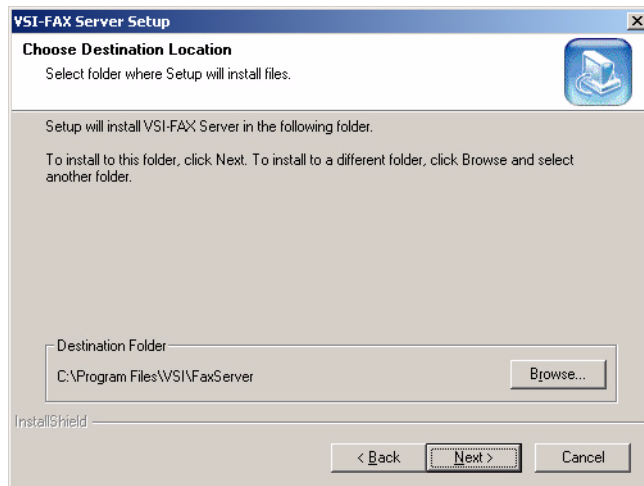 VSI-FAX Server Setup
Choose Destination Location
Select folder where Setup will install files.
Setup will install VSI-FAX Server in the following folder.
To install to this folder, click Next. To install to a different folder, click Browse and select
another folder.
Destination Folder
C:\Program Files\VSI\FaxServer
Browse...
InstallShield
< Back
Next >
Cancel